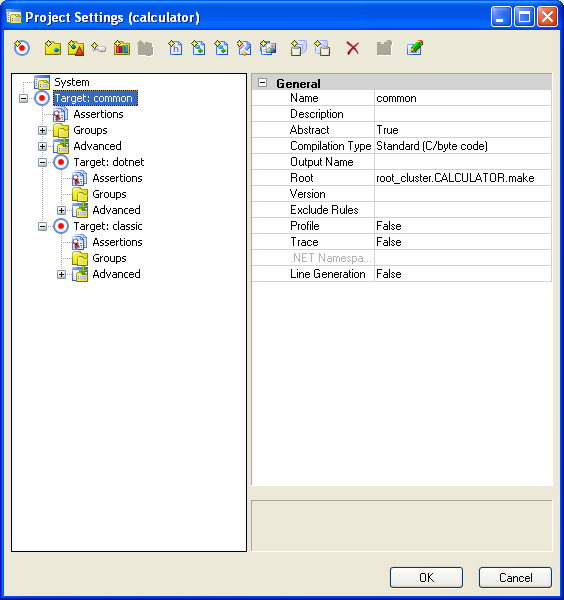 Project Settings (calculator)
System
Target: common
Assertions
Groups
Advanced
Target: dotnet
Assertions
Groups
Advanced
Target: classic
Assertions
Groups
Advanced
General
Name common
Description
Abstract True
Compilation Type Standard (C/byte code)
Output Name
Root root_cluster.CALCULATOR.make
Version
Exclude Rules
Profile False
Trace False
.NET Namespa...
Line Generation False
OK Cancel